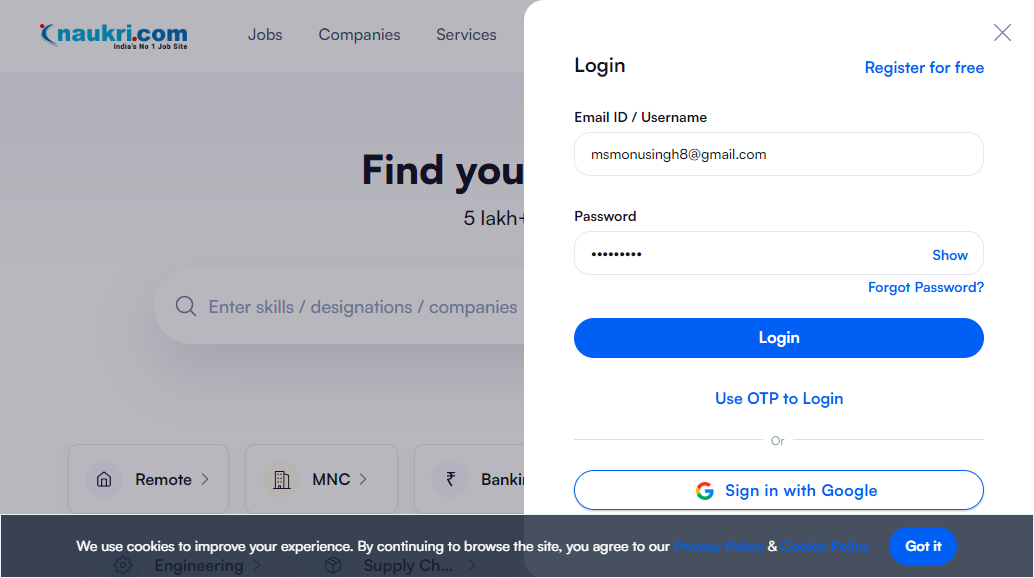 naukri.com
India's No 1 Job Site
Jobs
Companies
Services
Find you
5 lakh+
Enter skills / designations / companies
Remote
MNC
Banki
Engineering
Supply Ch...
Login
Register for free
Email ID / Username
msmonusingh8@gmail.com
Password
•••••••••
Show
Forgot Password?
Login
Use OTP to Login
Or
Sign in with Google
We use cookies to improve your experience. By continuing to browse the site, you agree to our Privacy Policy & Cookie Policy
Got it